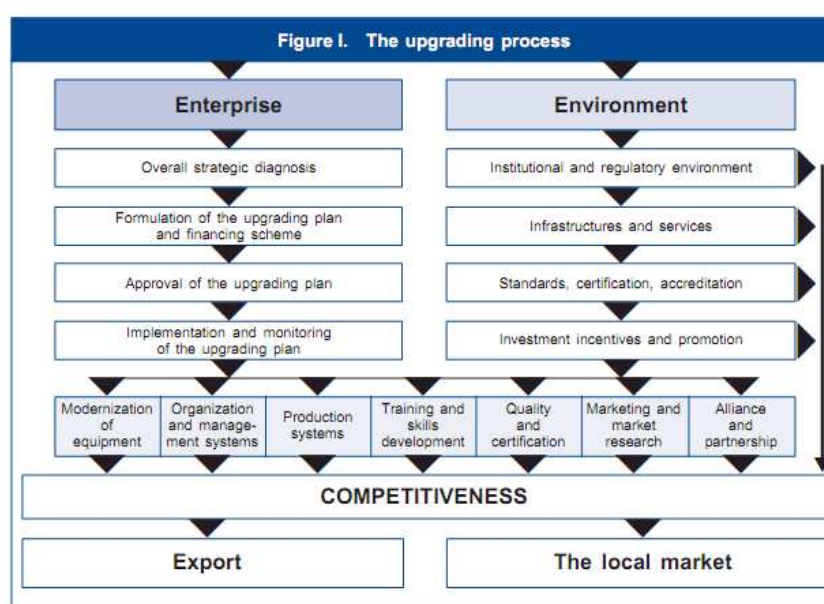 Figure I. The upgrading process
Enterprise
Environment
Overall strategic diagnosis
Institutional and regulatory environment
Formulation of the upgrading plan
and financing scheme
Infrastructures and services
Approval of the upgrading plan
Standards, certification, accreditation
Implementation and monitoring
of the upgrading plan
Investment incentives and promotion
Modernization
of
equipment
Organization
and manage-
ment systems
Production
systems
Training and
skills
development
Quality
and
certification
Marketing and
market
research
Alliance
and
partnership
COMPETITIVENESS
Export
The local market